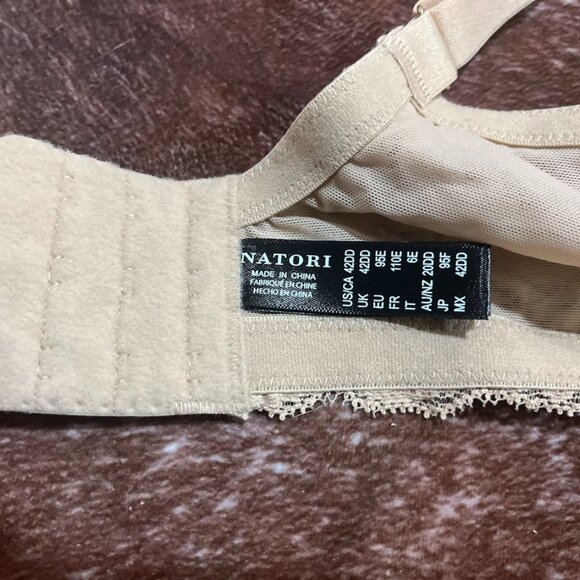 NATORI
MADE IN CHINA
FABRIQUÉ EN CHINE
HECHO EN CHINA
US/CA 42DD
UK 42DD
EU 95E
FR 110E
IT 6E
AU/NZ 20DD
JP 95F
MX 42DD